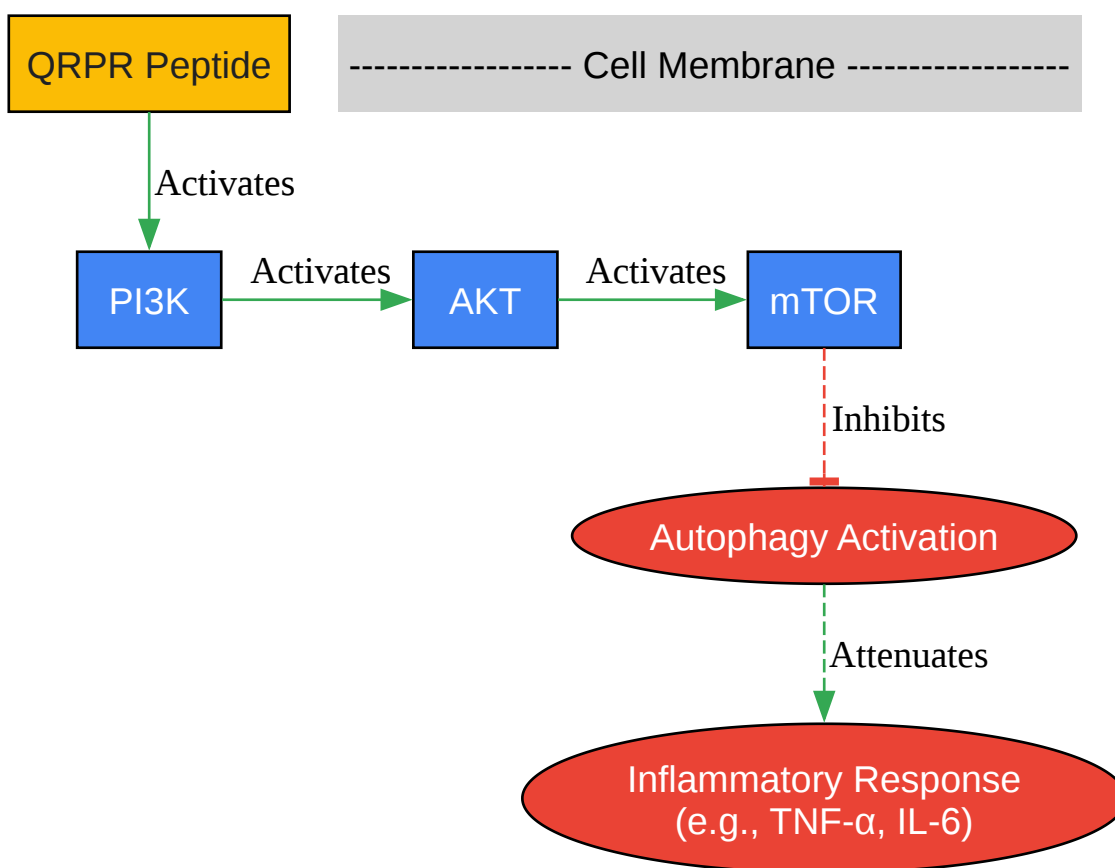 QRPR Peptide
------------------ Cell Membrane ------------------
Activates
PI3K
Activates
AKT
Activates
mTOR
Inhibits
Autophagy Activation
Attenuates
Inflammatory Response
(e.g., TNF-α, IL-6)